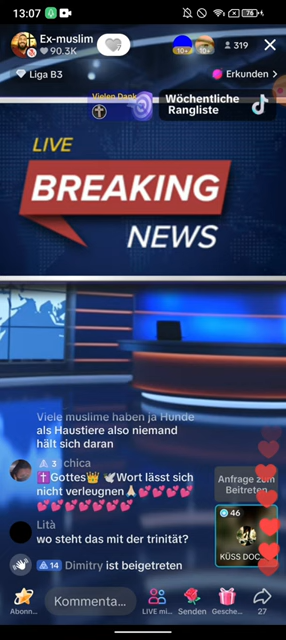 13:07
76
Ex-muslim
90.3K
10+
10+
319
Liga B3
Erkunden
Vielen Dank
Wöchentliche
Rangliste
LIVE
BREAKING
NEWS
Viele muslime haben ja Hunde
als Haustiere also niemand
hält sich daran
3 chica
✝️Gottes👑 🕊️Wort lässt sich
nicht verleugnen🙏🏻💕💕💕💕
💕💕💕💕💕💕💕💕💕
Anfrage zum
Beitreten
Lità
wo steht das mit der trinität?
46
KÜSS DOC...
14 Dimitry ist beigetreten
Kommenta...
Abonn...
LIVE mi...
Senden
Gesche...
27